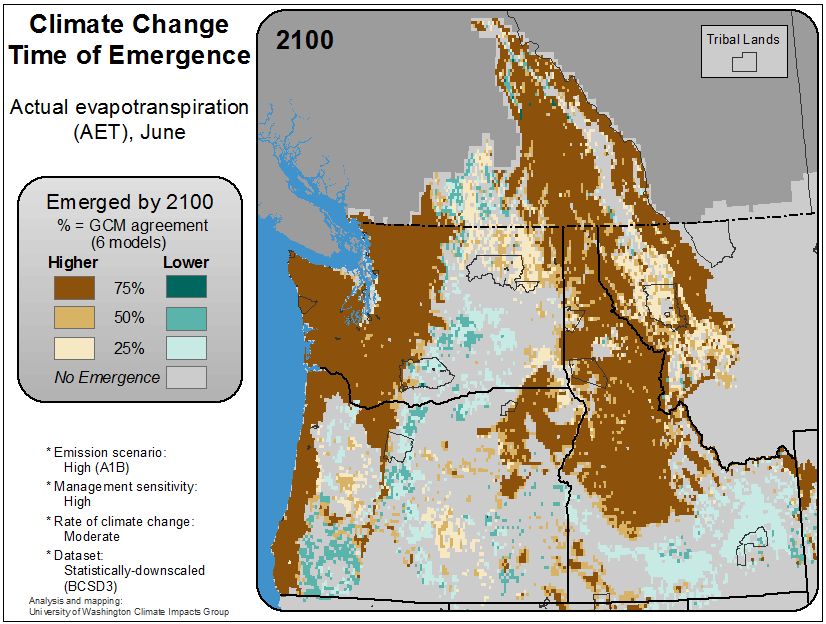 Climate Change
Time of Emergence
Actual evapotranspiration
(AET), June
Emerged by 2100
% = GCM agreement
(6 models)
Higher Lower
75%
50%
25%
No Emergence
* Emission scenario:
High (A1B)
* Management sensitivity:
High
* Rate of climate change:
Moderate
* Dataset:
Statistically-downscaled
(BCSD3)
Analysis and mapping:
University of Washington Climate Impacts Group
2100
Tribal Lands